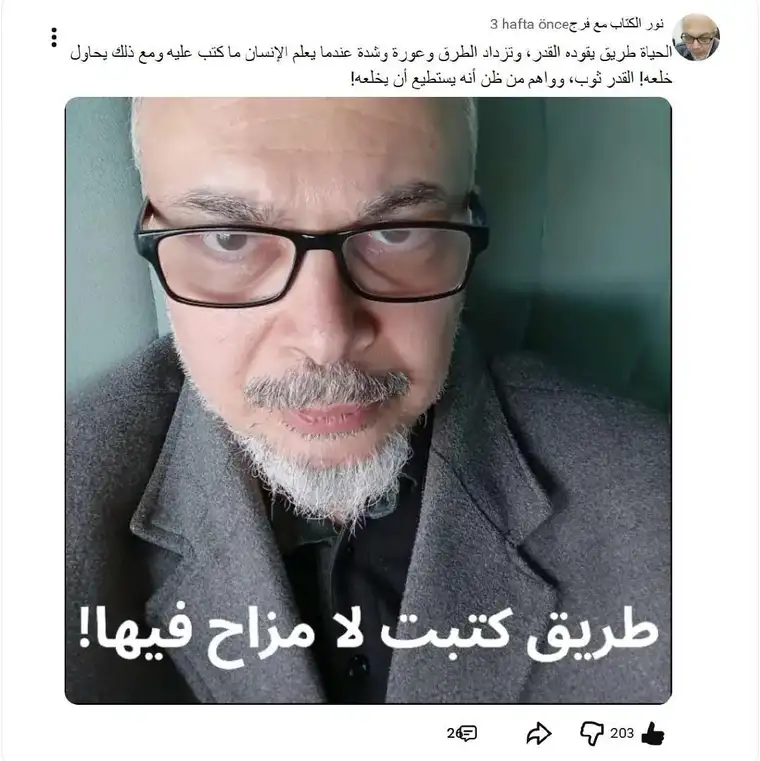 نور الكتاب مع فرج 3 hafta önce
الحياة طريق يقوده القدر، وتزداد الطرق وعورة وشدة عندما يعلم الإنسان ما كتب عليه ومع ذلك يحاول
خلعه! القدر ثوب، وواهم من ظن أنه يستطيع أن يخلعه!
طريق كتبت لا مزاح فيها!
26
203